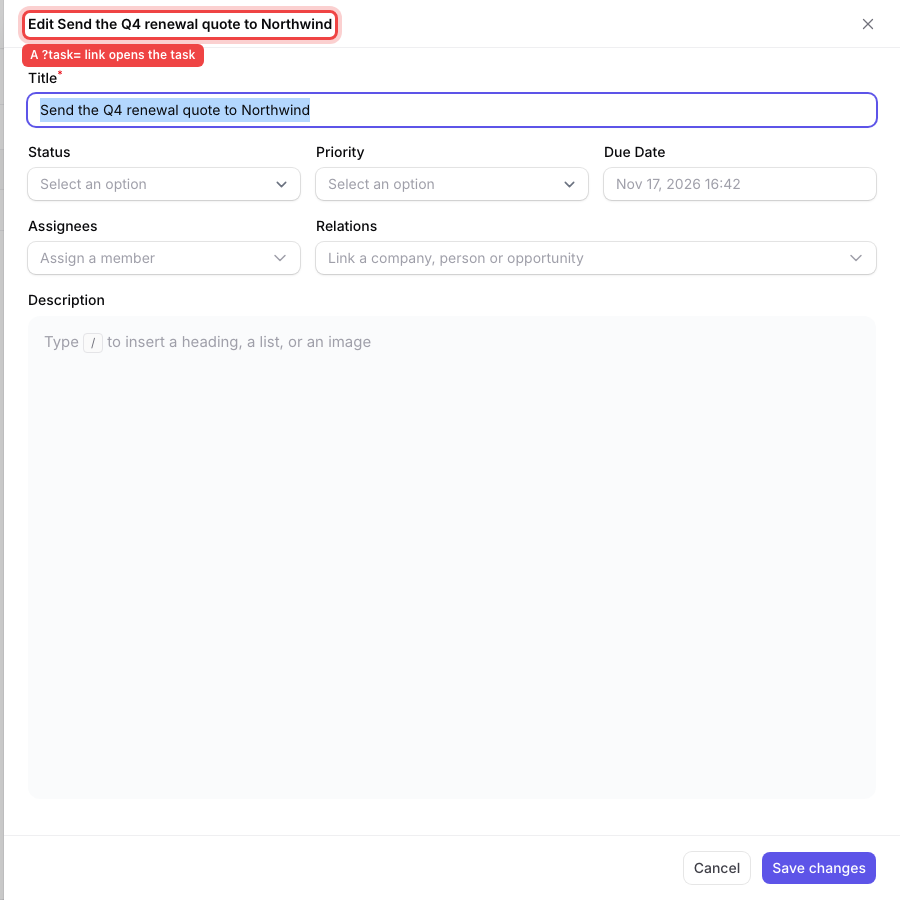 Edit Send the Q4 renewal quote to Northwind
A ?task= link opens the task
Title*
Send the Q4 renewal quote to Northwind
Status Priority Due Date
Select an option Select an option Nov 17, 2026 16:42
Assignees Relations
Assign a member Link a company, person or opportunity
Description
Type / to insert a heading, a list, or an image
Cancel Save changes